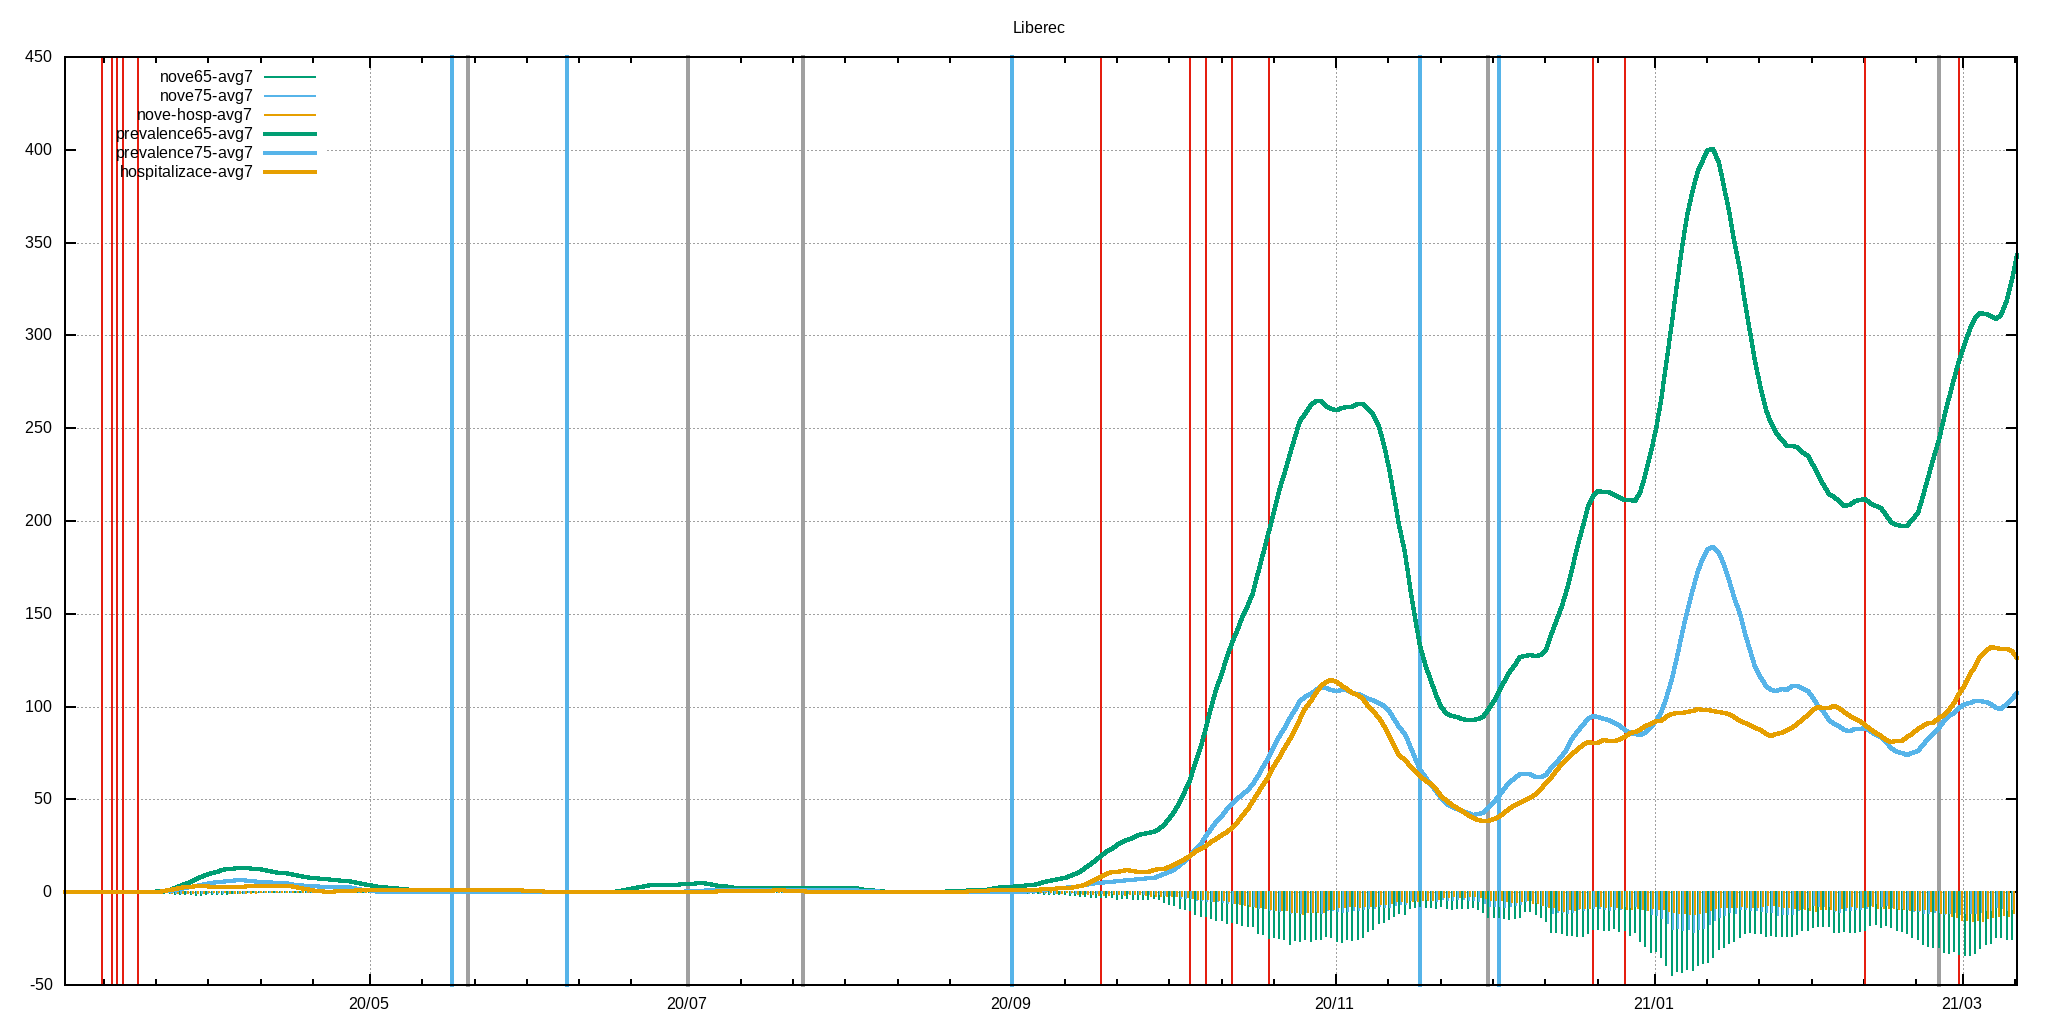 Liberec
450
400
350
300
250
200
150
100
50
0
-50
nove65-avg7
nove75-avg7
nove-hosp-avg7
prevalence65-avg7
prevalence75-avg7
hospitalizace-avg7
20/05
20/07
20/09
20/11
21/01
21/03